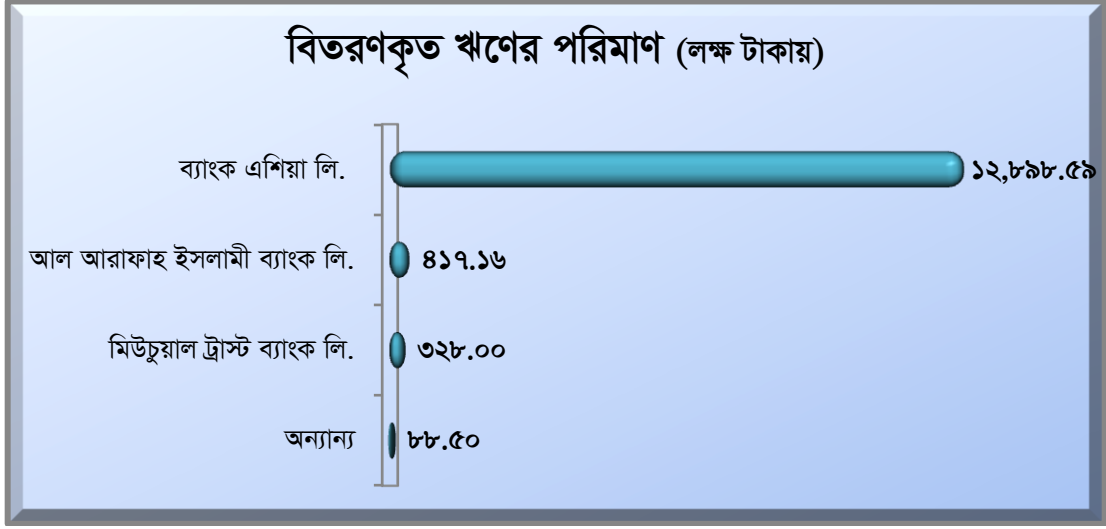 বিতরণকৃত ঋণের পরিমাণ (লক্ষ টাকায়)
ব্যাংক এশিয়া লি. ১২,৮৯৮.৫৯
আল আরাফাহ ইসলামী ব্যাংক লি. ৪১৭.১৬
মিউচুয়াল ট্রাস্ট ব্যাংক লি. ৩২৮.০০
অন্যান্য ৮৮.৫০